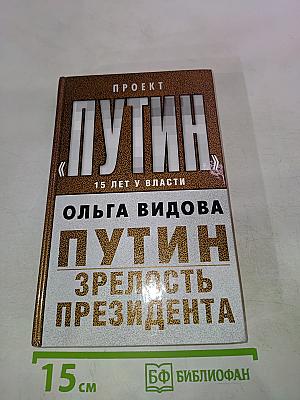 ПРОЕКТ
«ПУТИН»
15 ЛЕТ У ВЛАСТИ
ОЛЬГА ВИДОВА
ПУТИН
ЗРЕЛОСТЬ
ПРЕЗИДЕНТА
15 см
БФ БИБЛИОФАН